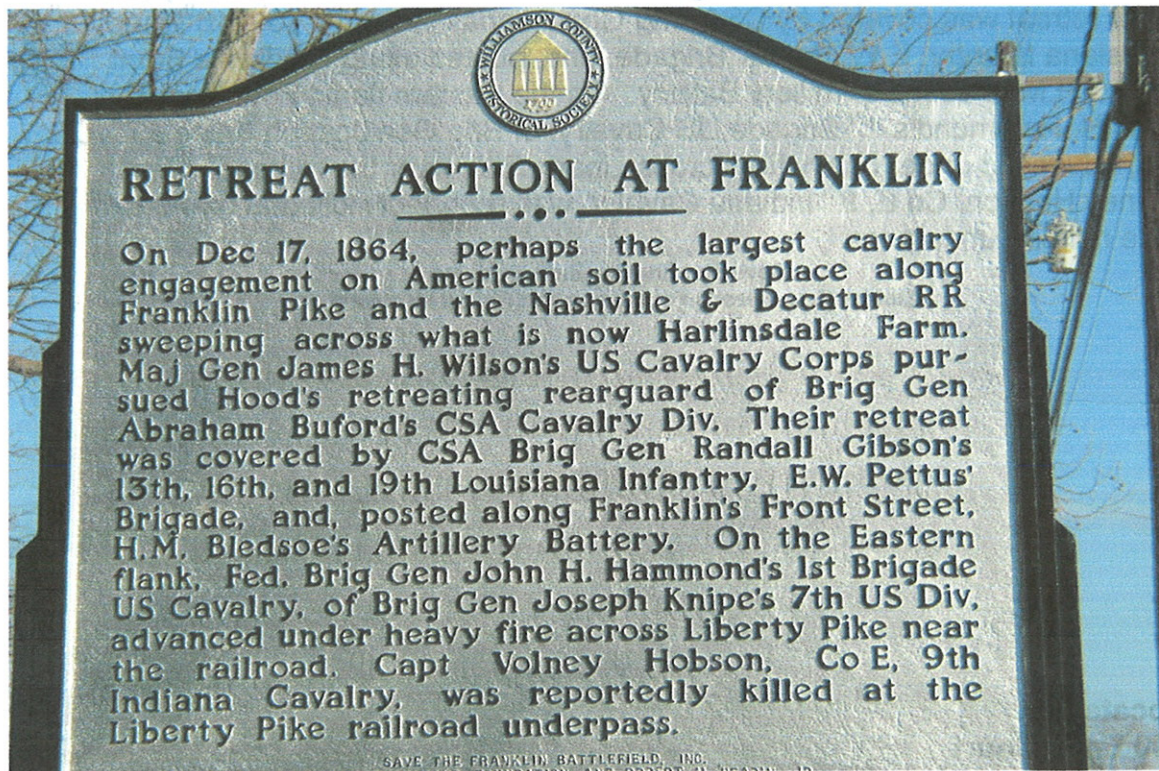 WILLIAMSON COUNTY
1799
HISTORICAL SOCIETY
RETREAT ACTION AT FRANKLIN
On Dec 17, 1864, perhaps the largest cavalry
engagement on American soil took place along
Franklin Pike and the Nashville & Decatur RR
sweeping across what is now Harlinsdale Farm.
Maj Gen James H. Wilson's US Cavalry Corps pur-
sued Hood's retreating rearguard of Brig Gen
Abraham Buford's CSA Cavalry Div. Their retreat
was covered by CSA Brig Gen Randall Gibson's
13th, 16th, and 19th Louisiana Infantry, E.W. Pettus'
Brigade, and, posted along Franklin's Front Street,
H.M. Bledsoe's Artillery Battery. On the Eastern
flank, Fed. Brig Gen John H. Hammond's 1st Brigade
US Cavalry, of Brig Gen Joseph Knipe's 7th US Div,
advanced under heavy fire across Liberty Pike near
the railroad. Capt Volney Hobson, Co E, 9th
Indiana Cavalry, was reportedly killed at the
Liberty Pike railroad underpass.
SAVE THE FRANKLIN BATTLEFIELD, INC.